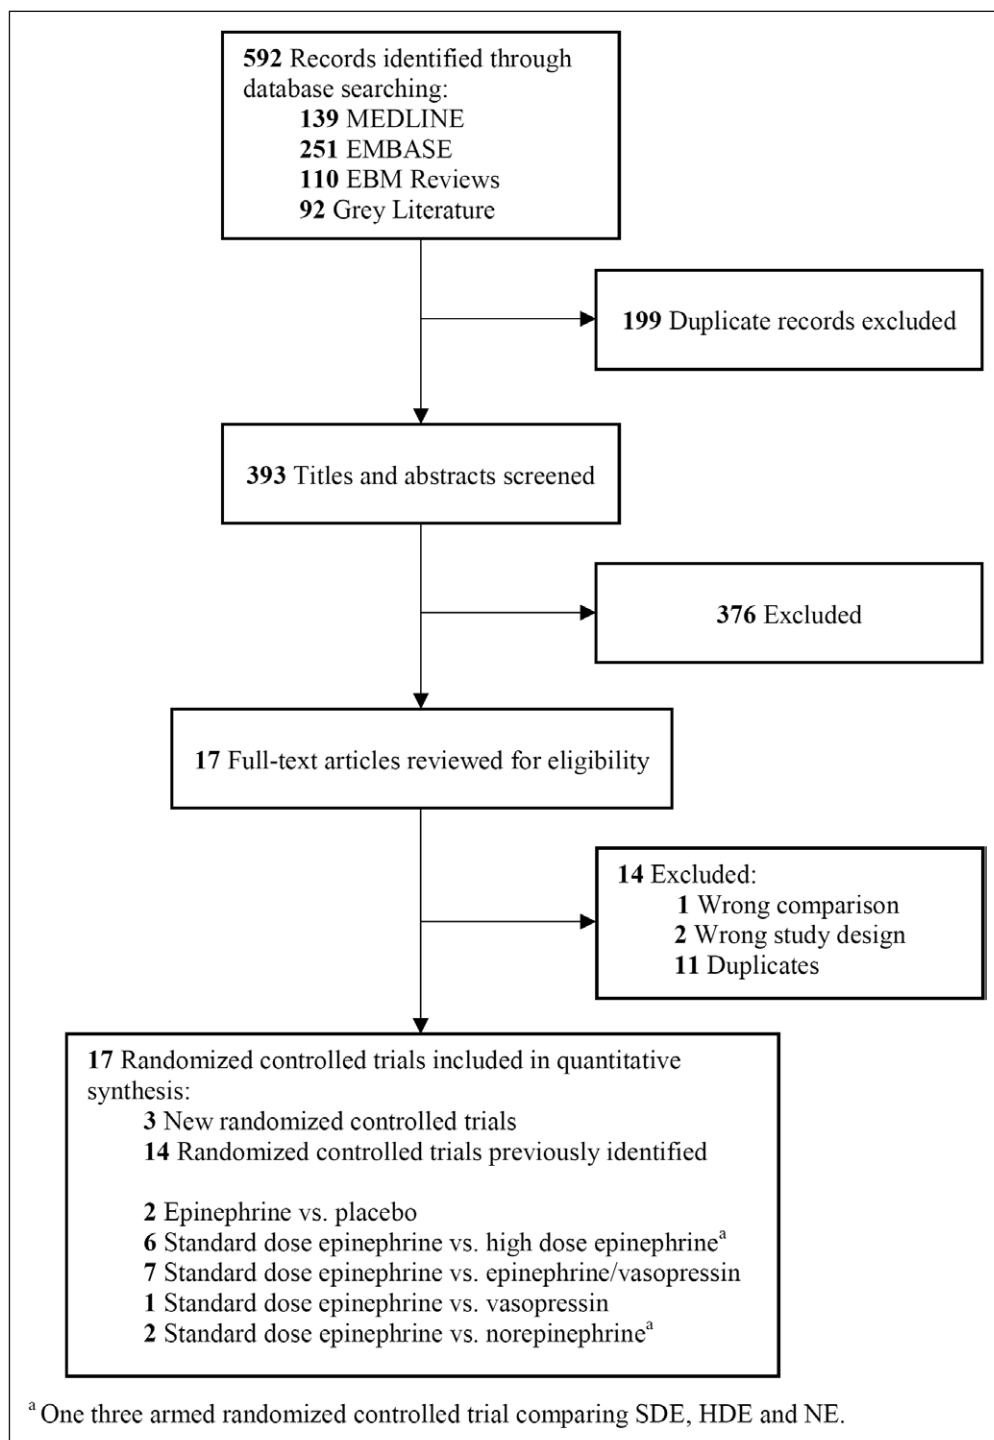 592 Records identified through
database searching:
139 MEDLINE
251 EMBASE
110 EBM Reviews
92 Grey Literature
199 Duplicate records excluded
393 Titles and abstracts screened
376 Excluded
17 Full-text articles reviewed for eligibility
14 Excluded:
1 Wrong comparison
2 Wrong study design
11 Duplicates
17 Randomized controlled trials included in quantitative
synthesis:
3 New randomized controlled trials
14 Randomized controlled trials previously identified
2 Epinephrine vs. placebo
6 Standard dose epinephrine vs. high dose epinephrineᵃ
7 Standard dose epinephrine vs. epinephrine/vasopressin
1 Standard dose epinephrine vs. vasopressin
2 Standard dose epinephrine vs. norepinephrineᵃ
ᵃ One three armed randomized controlled trial comparing SDE, HDE and NE.